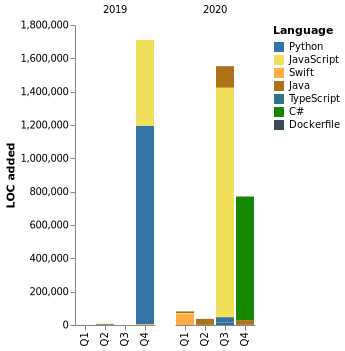 2019
2020
1,800,000
1,600,000
1,400,000
1,200,000
1,000,000
800,000
600,000
400,000
200,000
0
LOC added
Q1
Q2
Q3
Q4
Q1
Q2
Q3
Q4
Language
Python
JavaScript
Swift
Java
TypeScript
C#
Dockerfile